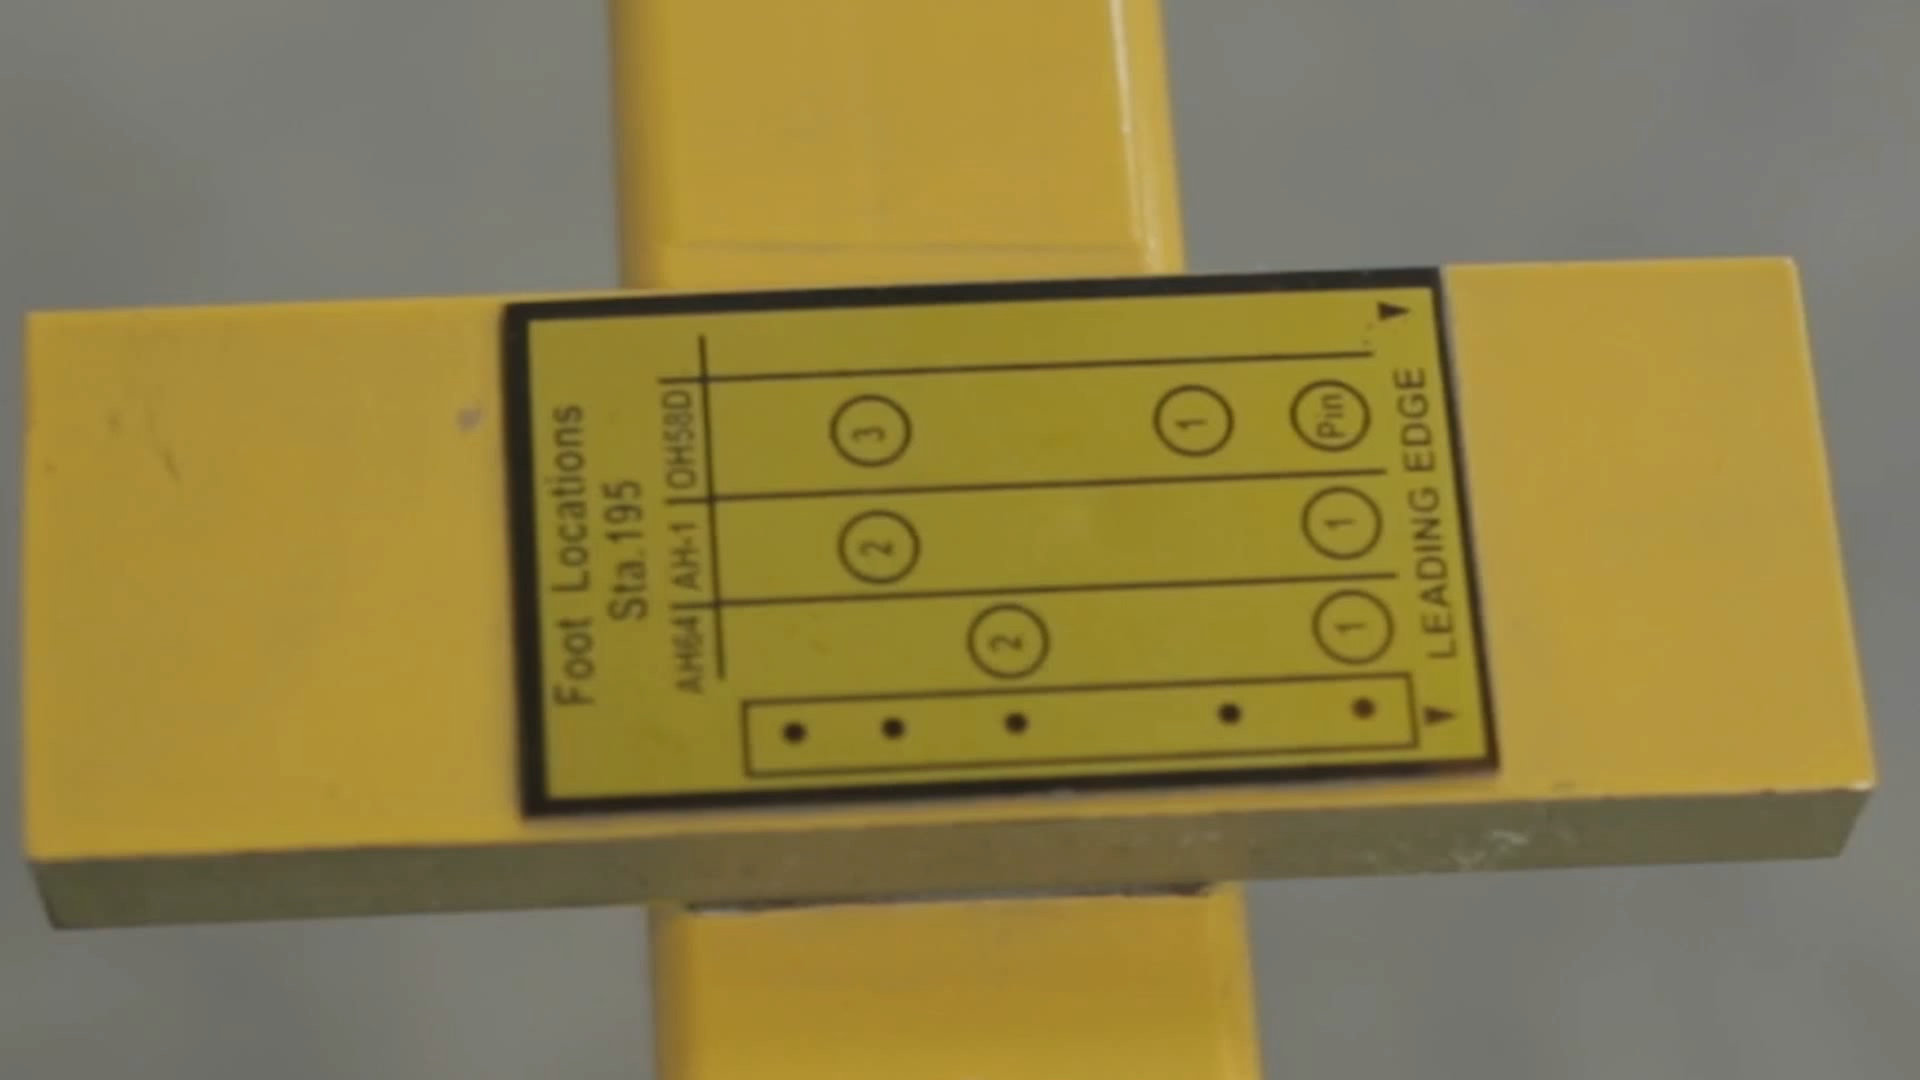 Foot Locations
Sta.195
AH64 | AH-1 | OH58D
2 3
2
1
1 1 Pin
LEADING EDGE